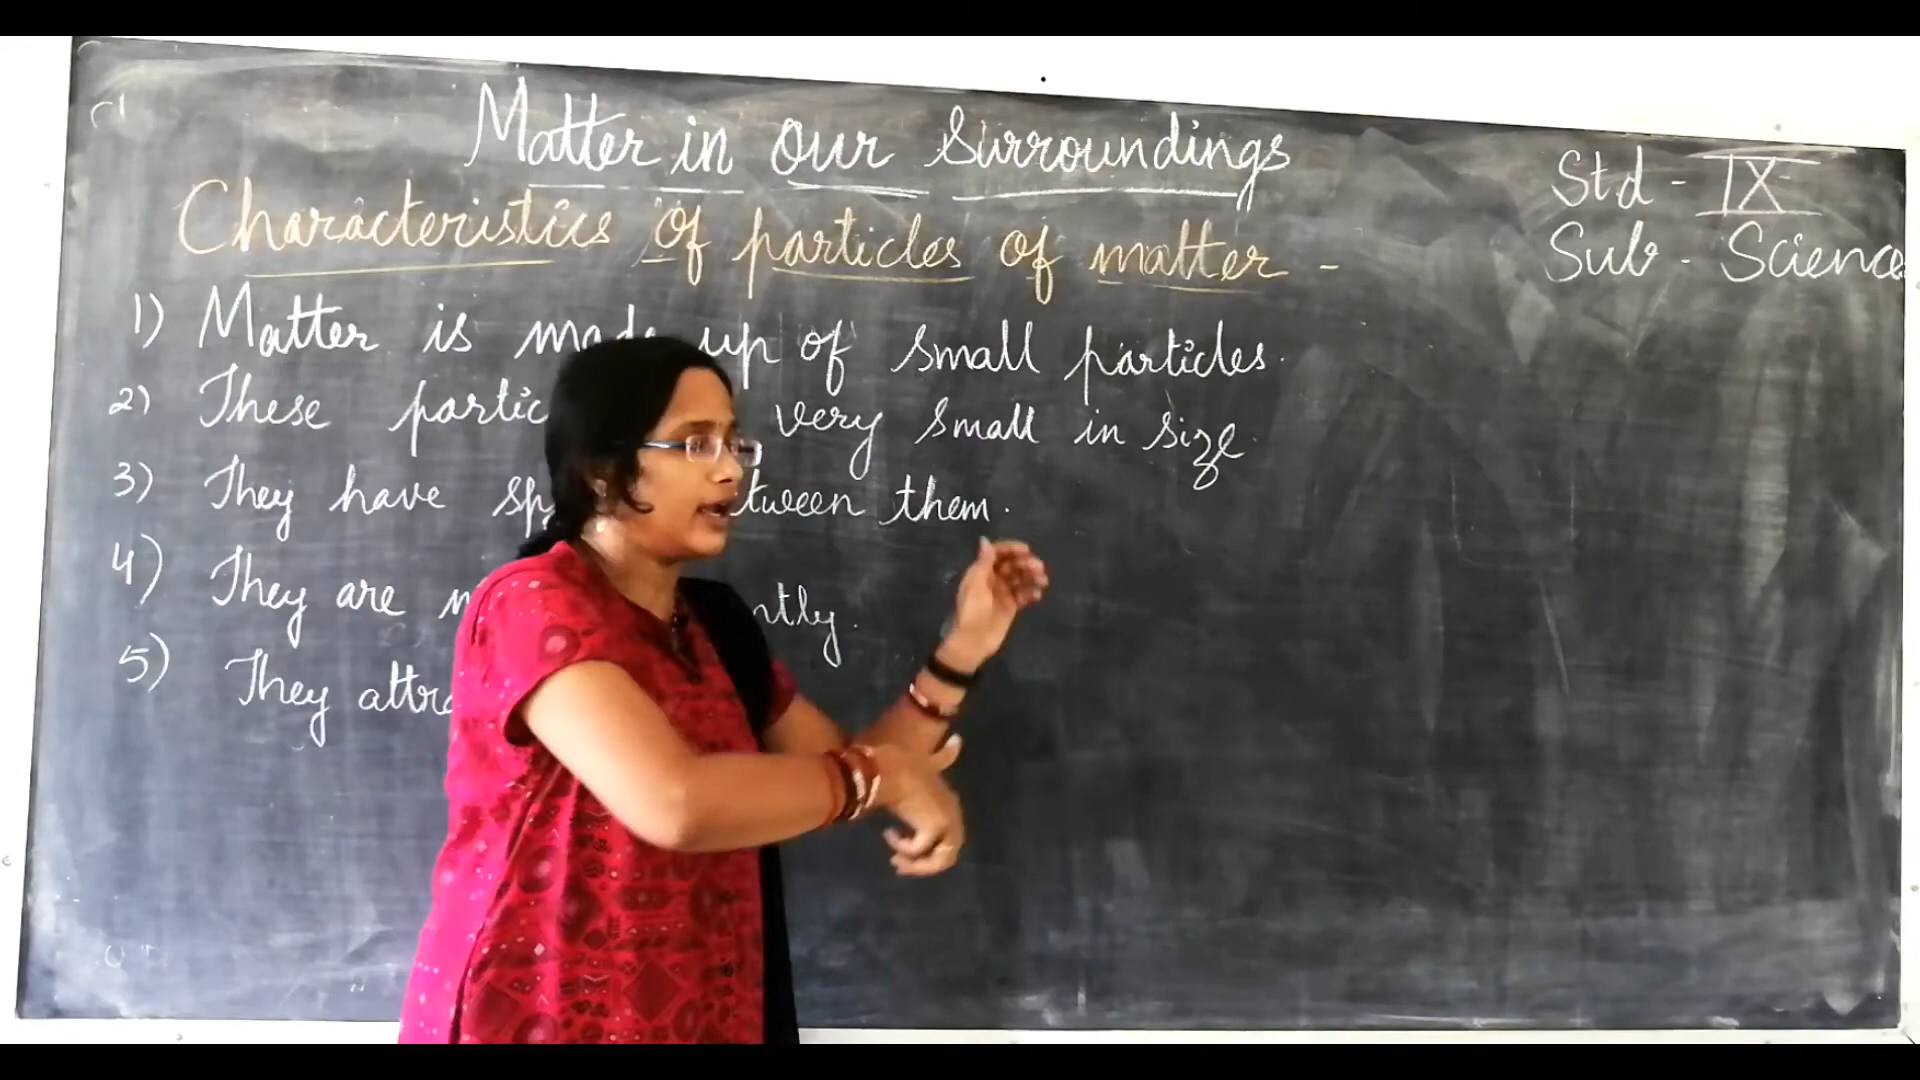 Matter in our Surroundings
Std - IX
Sub - Science
Characteristics of particles of matter -
1) Matter is made up of small particles.
2) These very small in size.
3) They have them.
4) They are
5) They